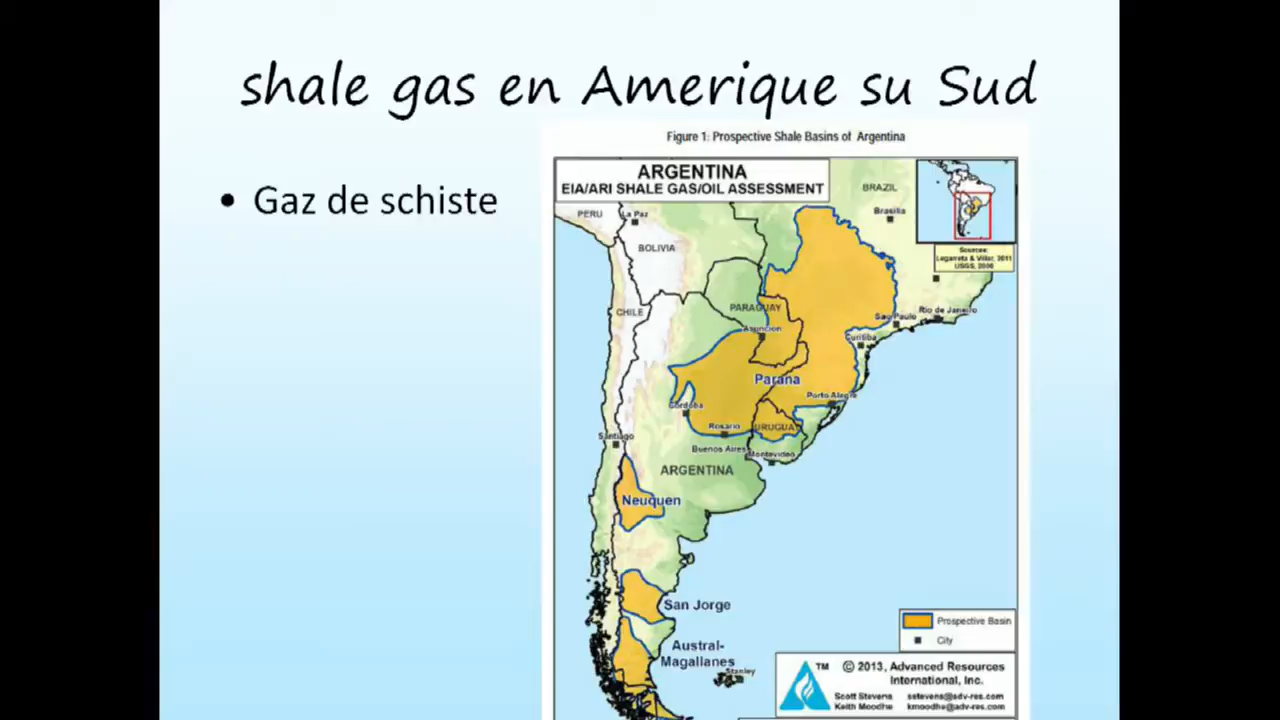 shale gas en Amerique su Sud
• Gaz de schiste
Figure 1: Prospective Shale Basins of Argentina
ARGENTINA
EIA/ARI SHALE GAS/OIL ASSESSMENT
BRAZIL
Brasilia
PERU
La Paz
BOLIVIA
Sources:
Legarreta & Villar, 2011
USGS, 2008
CHILE
PARAGUAY
Asuncion
Sao Paulo
Rio de Janeiro
Curitiba
Parana
Porto Alegre
Cordoba
Rosario
URUGUAY
Santiago
Buenos Aires
Montevideo
ARGENTINA
Neuquen
San Jorge
Prospective Basin
City
Austral-
Magallanes
Stanley
TM
© 2013, Advanced Resources
International, Inc.
Scott Stevens sstevens@adv-res.com
Keith Moodhe kmoodhe@adv-res.com